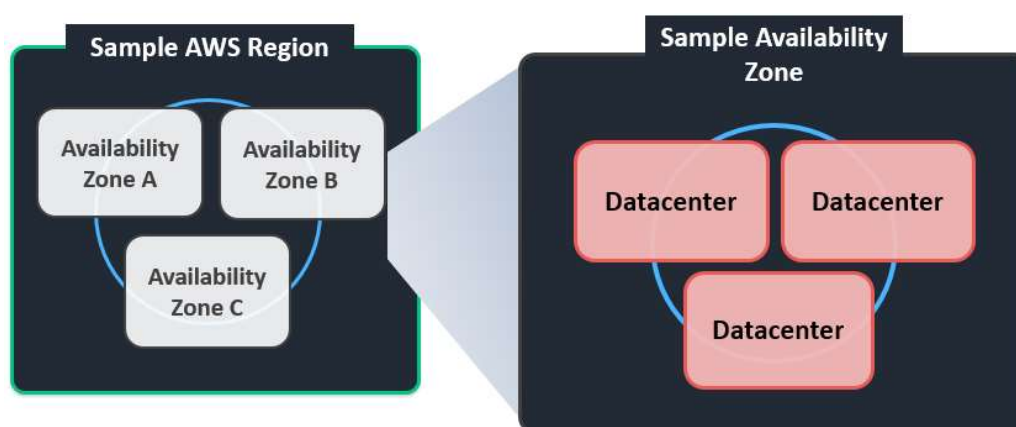 Sample AWS Region
Availability
Zone A
Availability
Zone B
Availability
Zone C
Sample Availability
Zone
Datacenter
Datacenter
Datacenter